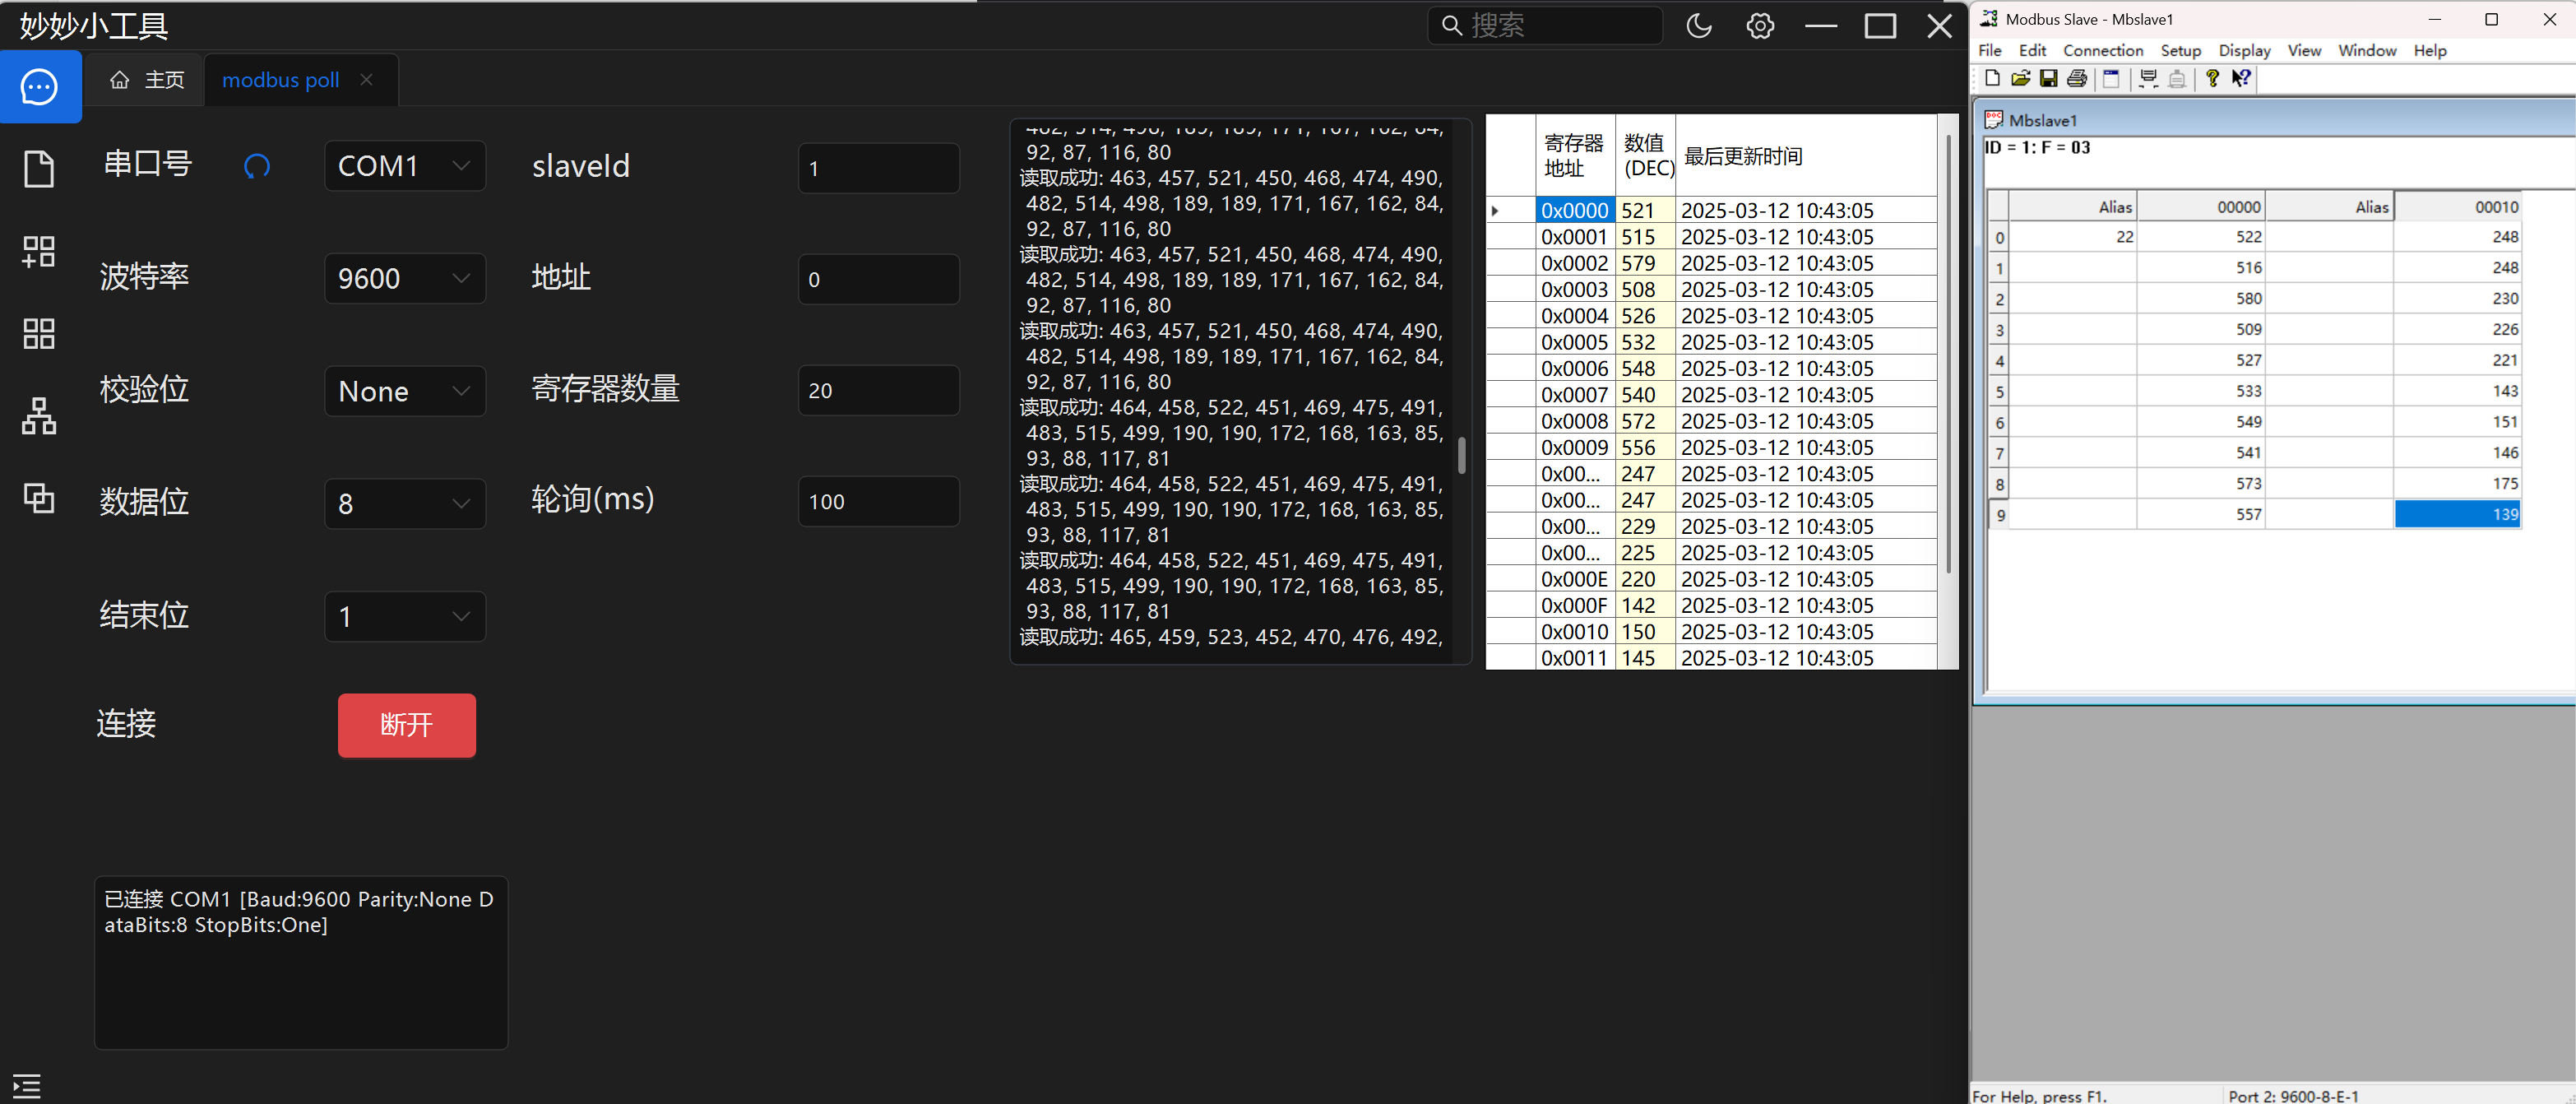 妙妙小工具
搜索
主页
modbus poll
串口号
COM1
slaveId
1
波特率
9600
地址
0
校验位
None
寄存器数量
20
数据位
8
轮询(ms)
100
结束位
1
连接
断开
已连接 COM1 [Baud:9600 Parity:None D
ataBits:8 StopBits:One]
482, 514, 498, 189, 189, 171, 167, 162, 84,
92, 87, 116, 80
读取成功: 463, 457, 521, 450, 468, 474, 490,
482, 514, 498, 189, 189, 171, 167, 162, 84,
92, 87, 116, 80
读取成功: 463, 457, 521, 450, 468, 474, 490,
482, 514, 498, 189, 189, 171, 167, 162, 84,
92, 87, 116, 80
读取成功: 463, 457, 521, 450, 468, 474, 490,
482, 514, 498, 189, 189, 171, 167, 162, 84,
92, 87, 116, 80
读取成功: 464, 458, 522, 451, 469, 475, 491,
483, 515, 499, 190, 190, 172, 168, 163, 85,
93, 88, 117, 81
读取成功: 464, 458, 522, 451, 469, 475, 491,
483, 515, 499, 190, 190, 172, 168, 163, 85,
93, 88, 117, 81
读取成功: 464, 458, 522, 451, 469, 475, 491,
483, 515, 499, 190, 190, 172, 168, 163, 85,
93, 88, 117, 81
读取成功: 465, 459, 523, 452, 470, 476, 492,
寄存器地址 数值(DEC) 最后更新时间
0x0000 521 2025-03-12 10:43:05
0x0001 515 2025-03-12 10:43:05
0x0002 579 2025-03-12 10:43:05
0x0003 508 2025-03-12 10:43:05
0x0004 526 2025-03-12 10:43:05
0x0005 532 2025-03-12 10:43:05
0x0006 548 2025-03-12 10:43:05
0x0007 540 2025-03-12 10:43:05
0x0008 572 2025-03-12 10:43:05
0x0009 556 2025-03-12 10:43:05
0x00... 247 2025-03-12 10:43:05
0x00... 247 2025-03-12 10:43:05
0x00... 229 2025-03-12 10:43:05
0x00... 225 2025-03-12 10:43:05
0x000E 220 2025-03-12 10:43:05
0x000F 142 2025-03-12 10:43:05
0x0010 150 2025-03-12 10:43:05
0x0011 145 2025-03-12 10:43:05
Modbus Slave - Mbslave1
File Edit Connection Setup Display View Window Help
Mbslave1
ID = 1: F = 03
Alias 00000 Alias 00010
0 22 522 248
1 516 248
2 580 230
3 509 226
4 527 221
5 533 143
6 549 151
7 541 146
8 573 175
9 557 139
For Help, press F1.
Port 2: 9600-8-E-1